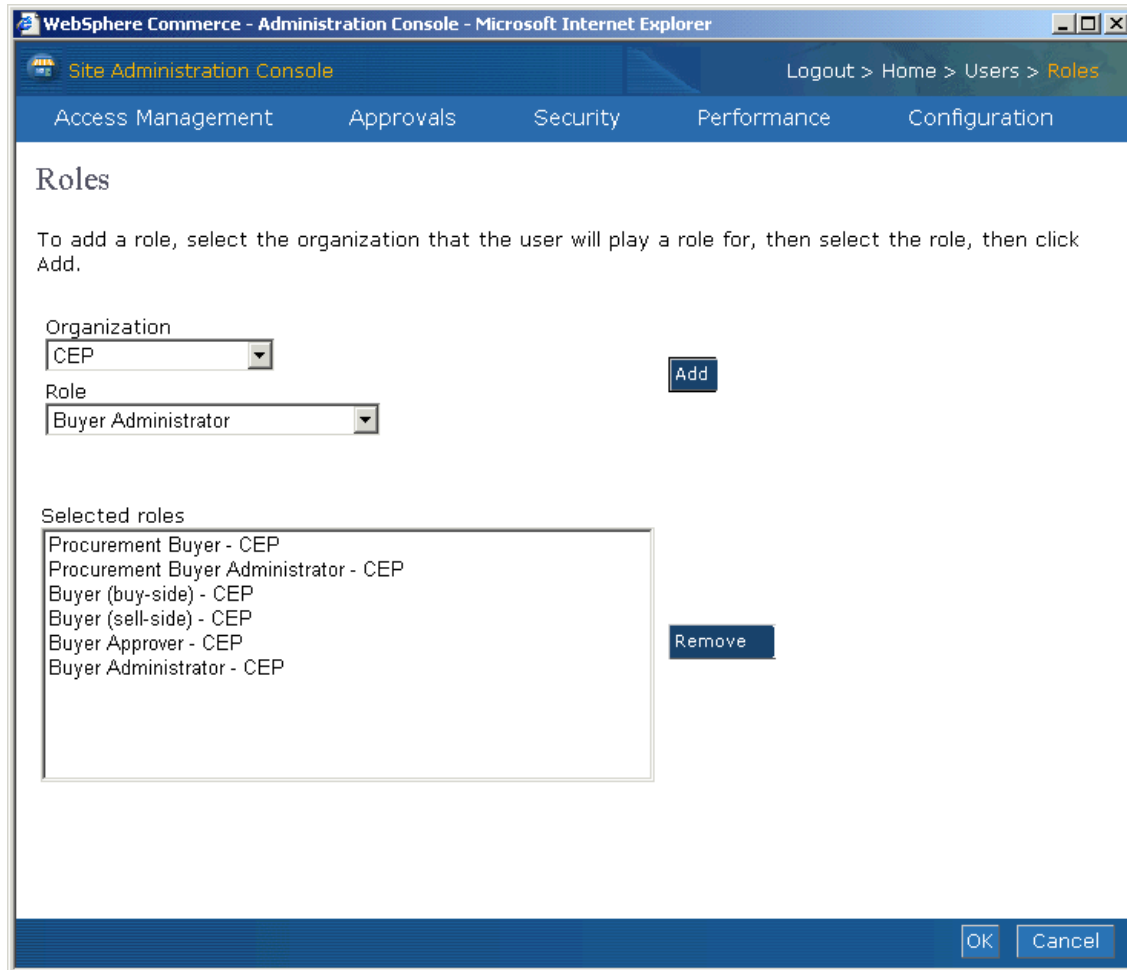 WebSphere Commerce - Administration Console - Microsoft Internet Explorer
Site Administration Console
Logout > Home > Users > Roles
Access Management Approvals Security Performance Configuration
Roles
To add a role, select the organization that the user will play a role for, then select the role, then click
Add.
Organization
CEP
Add
Role
Buyer Administrator
Selected roles
Procurement Buyer - CEP
Procurement Buyer Administrator - CEP
Buyer (buy-side) - CEP
Buyer (sell-side) - CEP
Buyer Approver - CEP
Buyer Administrator - CEP
Remove
OK Cancel